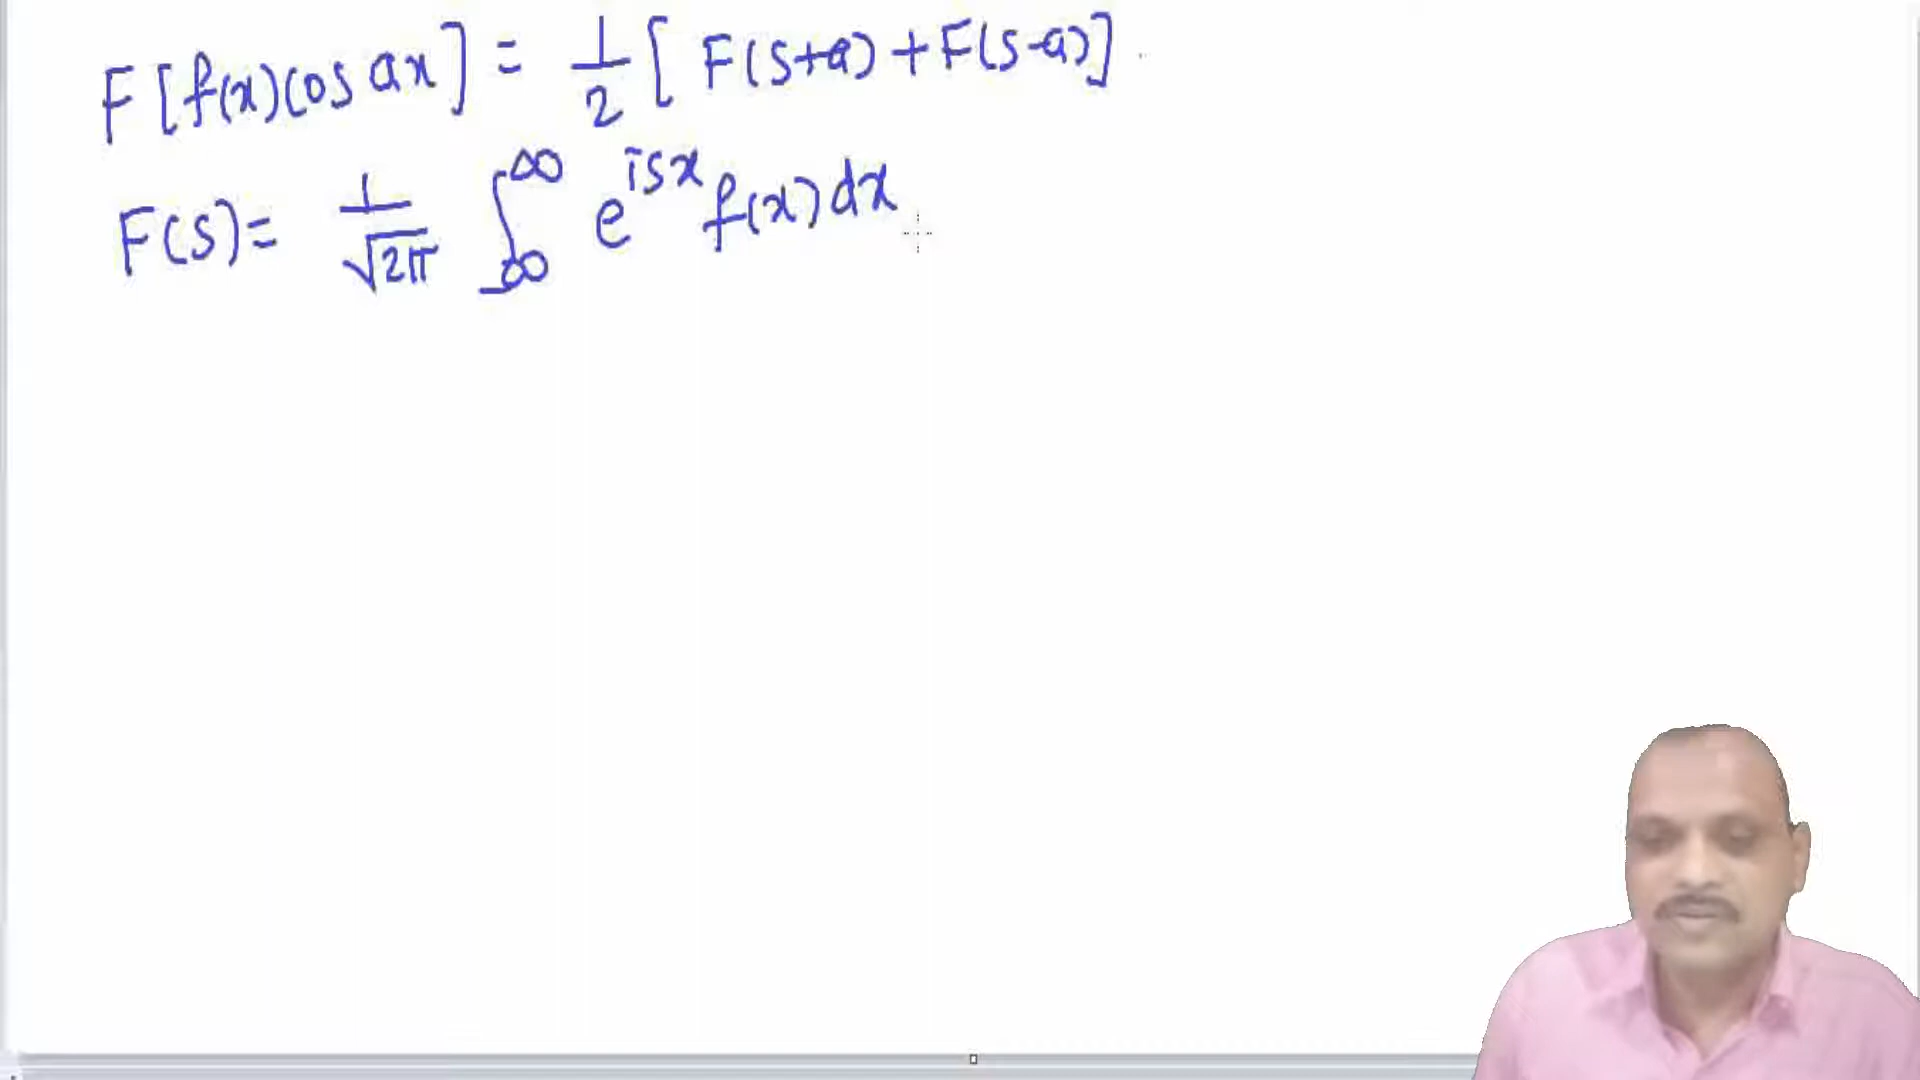 F[f(x)cos ax] = 1/2 [F(s+a)+F(s-a)].
F(s)= 1/√2π ∫_{-∞}^{∞} e^{isx} f(x)dx